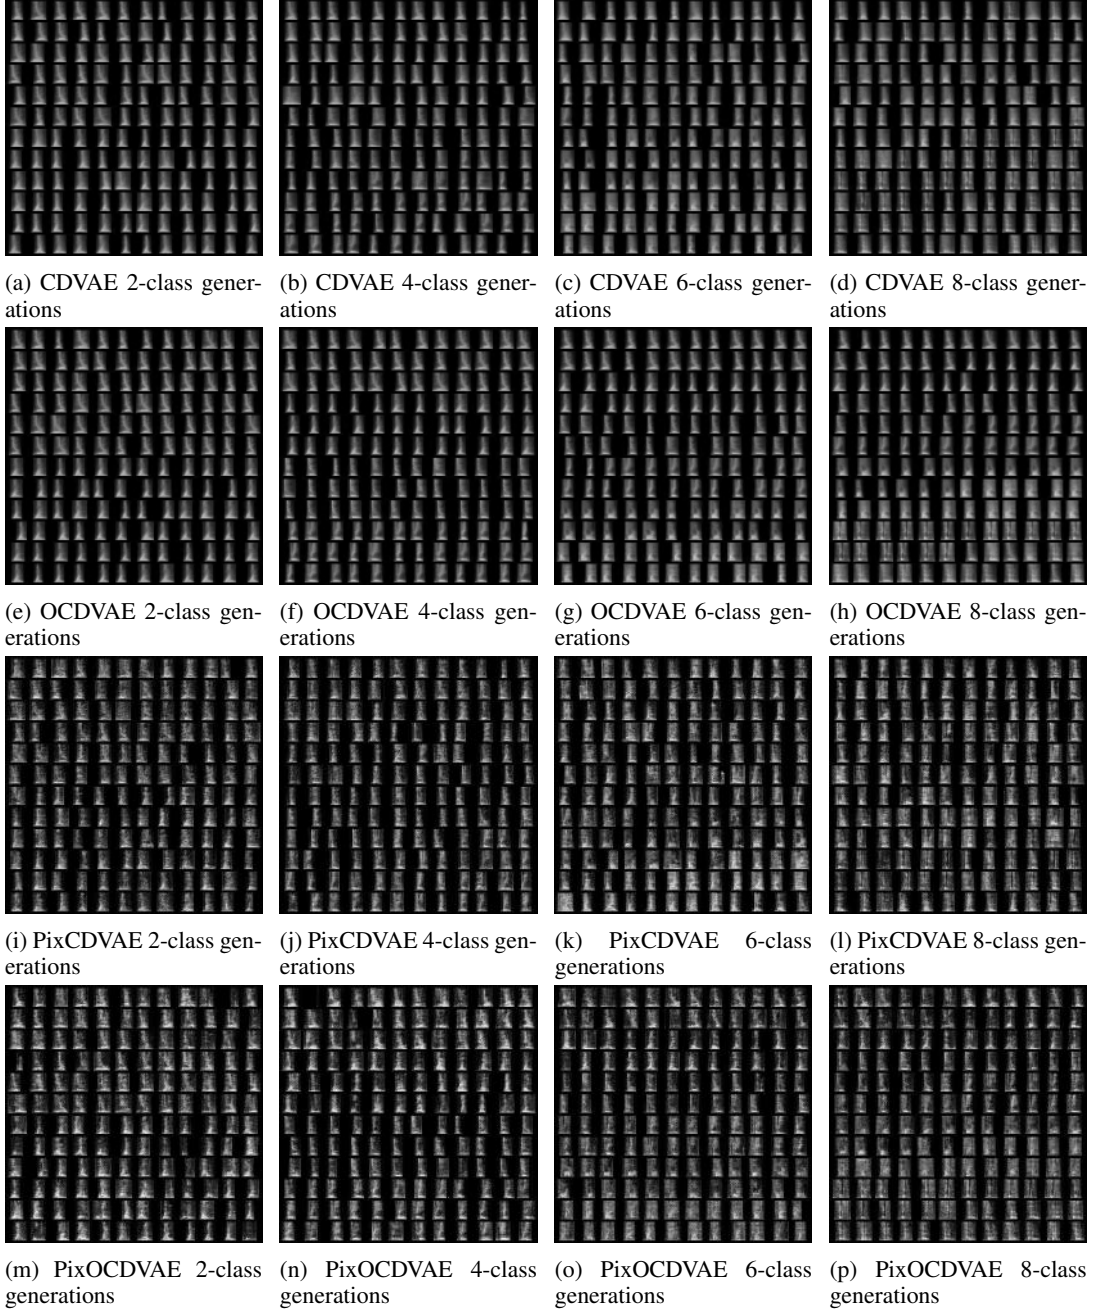 (a) CDVAE 2-class gener-
ations
(b) CDVAE 4-class gener-
ations
(c) CDVAE 6-class gener-
ations
(d) CDVAE 8-class gener-
ations
(e) OCDVAE 2-class gen-
erations
(f) OCDVAE 4-class gen-
erations
(g) OCDVAE 6-class gen-
erations
(h) OCDVAE 8-class gen-
erations
(i) PixCDVAE 2-class gen-
erations
(j) PixCDVAE 4-class gen-
erations
(k) PixCDVAE 6-class
generations
(l) PixCDVAE 8-class gen-
erations
(m) PixOCDVAE 2-class
generations
(n) PixOCDVAE 4-class
generations
(o) PixOCDVAE 6-class
generations
(p) PixOCDVAE 8-class
generations